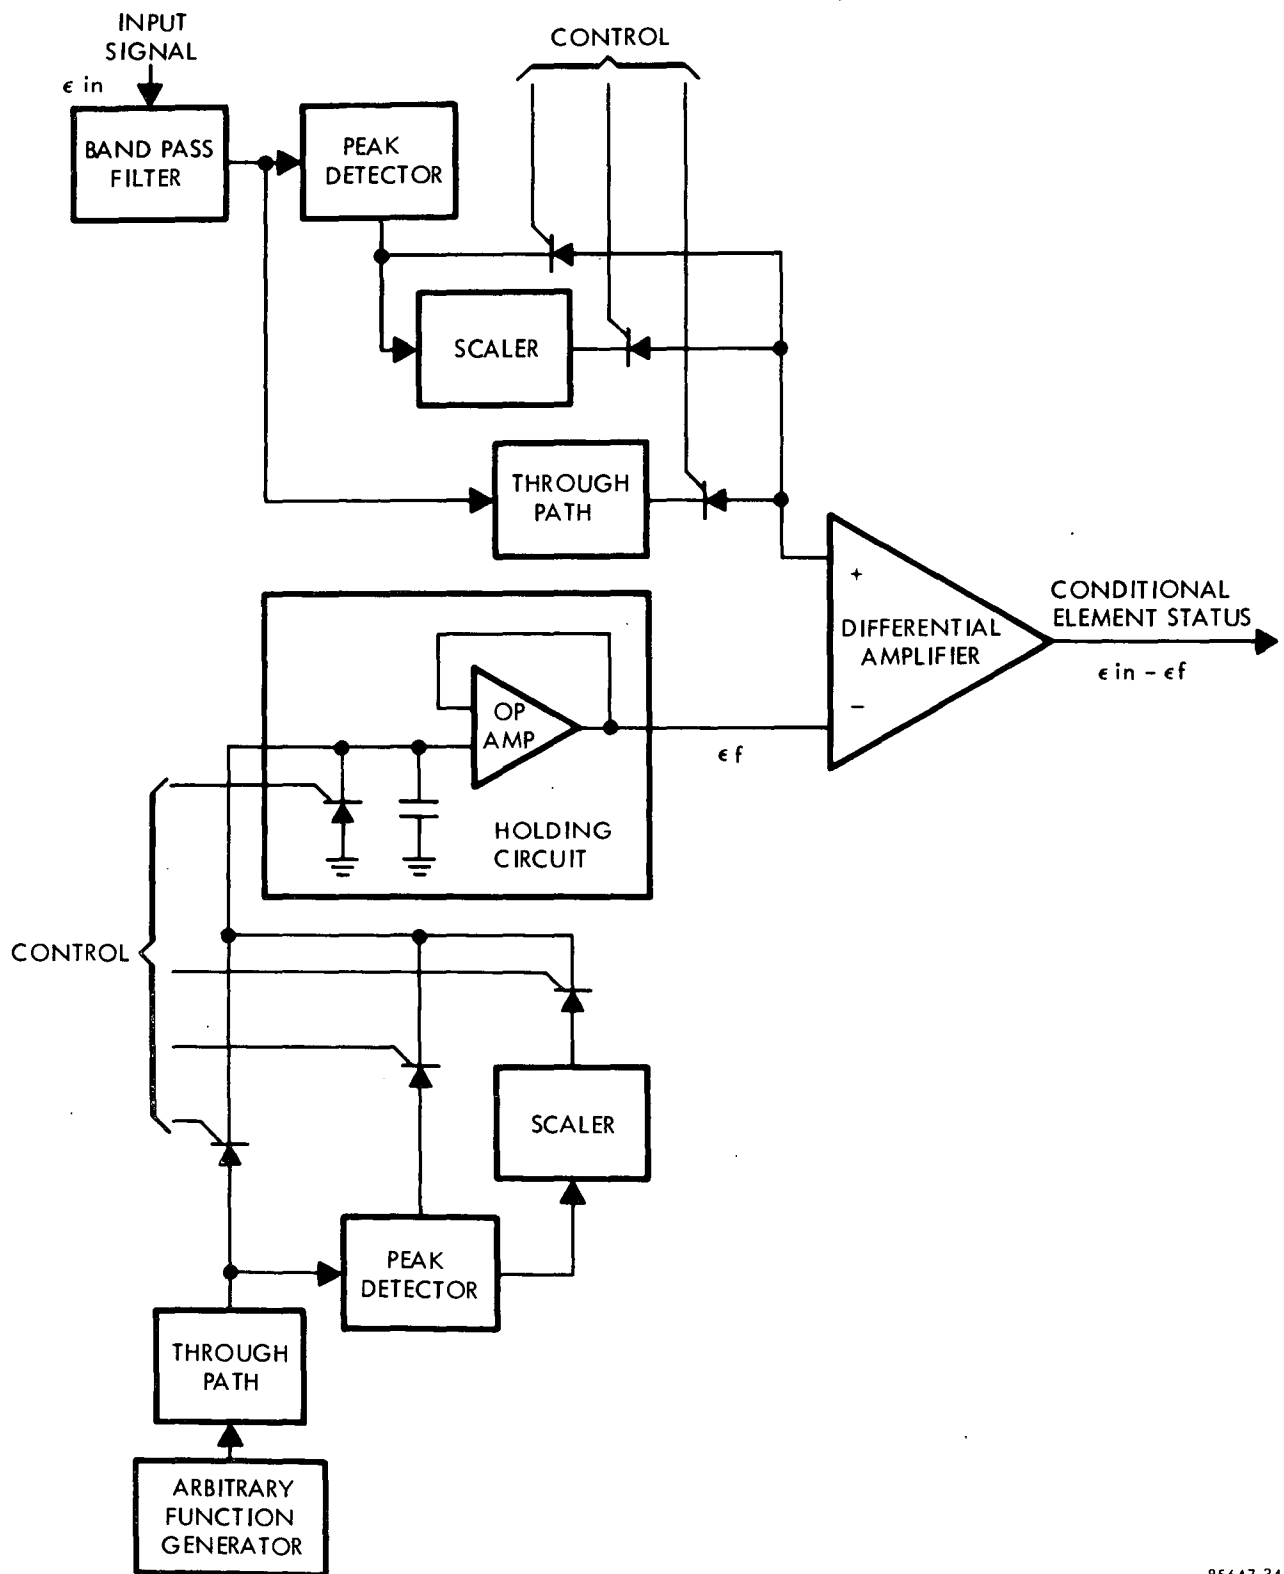 INPUT
SIGNAL
ϵ in
CONTROL
BAND PASS
FILTER
PEAK
DETECTOR
SCALER
THROUGH
PATH
+
DIFFERENTIAL
AMPLIFIER
−
CONDITIONAL
ELEMENT STATUS
ϵ in − ϵf
OP
AMP
ϵ f
HOLDING
CIRCUIT
CONTROL
SCALER
PEAK
DETECTOR
THROUGH
PATH
ARBITRARY
FUNCTION
GENERATOR